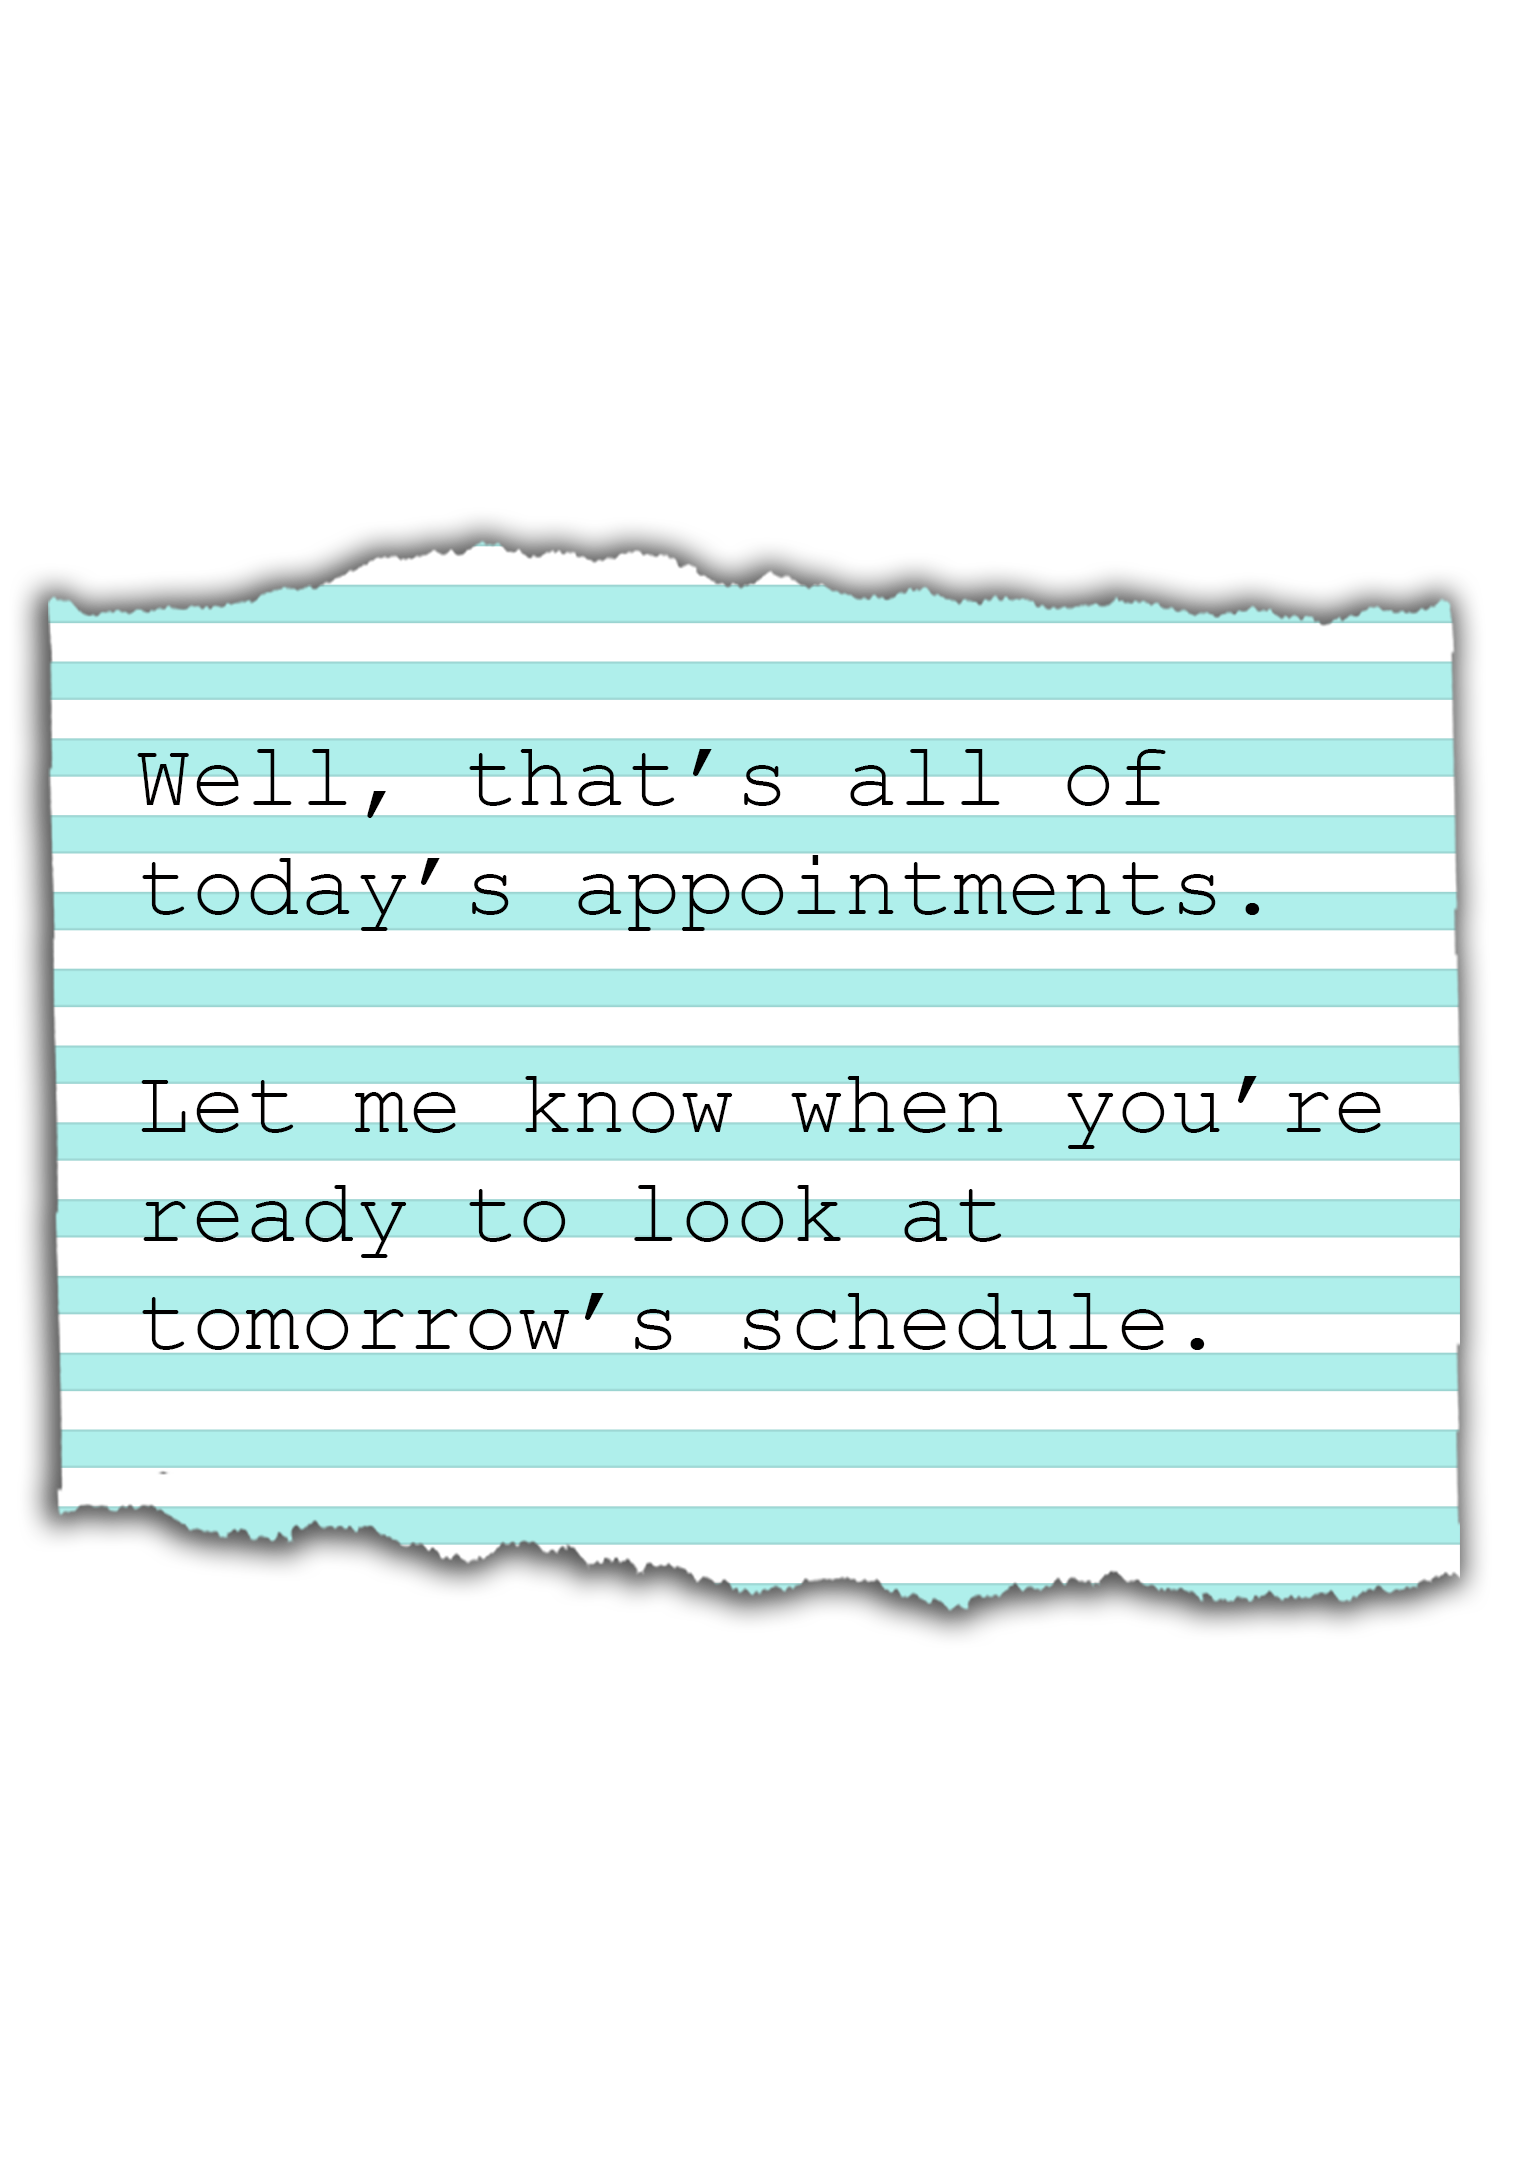 Well, that’s all of
today’s appointments.
Let me know when you’re
ready to look at
tomorrow’s schedule.